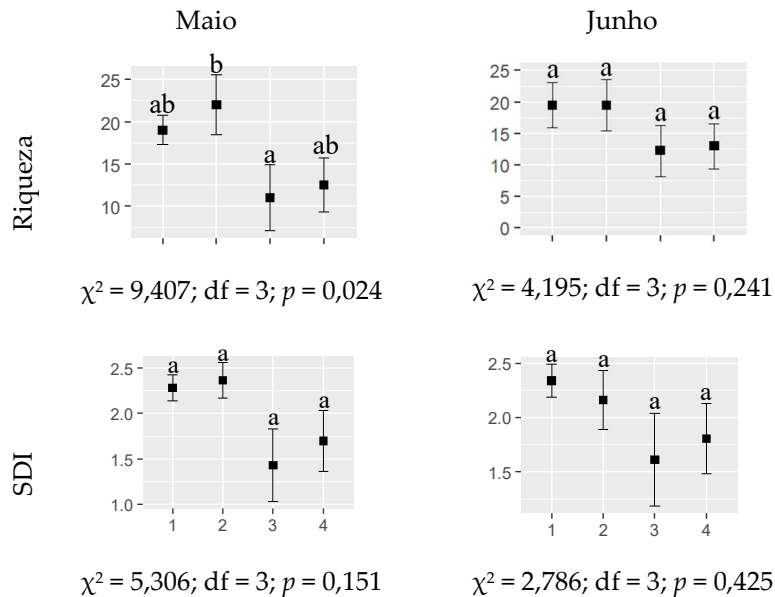 Maio
Junho
Riqueza
25
20
15
10
ab
b
a
ab
25
20
15
10
5
0
a
a
a
a
χ² = 9,407; df = 3; p = 0,024
χ² = 4,195; df = 3; p = 0,241
SDI
2.5
2.0
1.5
1.0
a
a
a
a
1 2 3 4
2.5
2.0
1.5
a
a
a
a
1 2 3 4
χ² = 5,306; df = 3; p = 0,151
χ² = 2,786; df = 3; p = 0,425